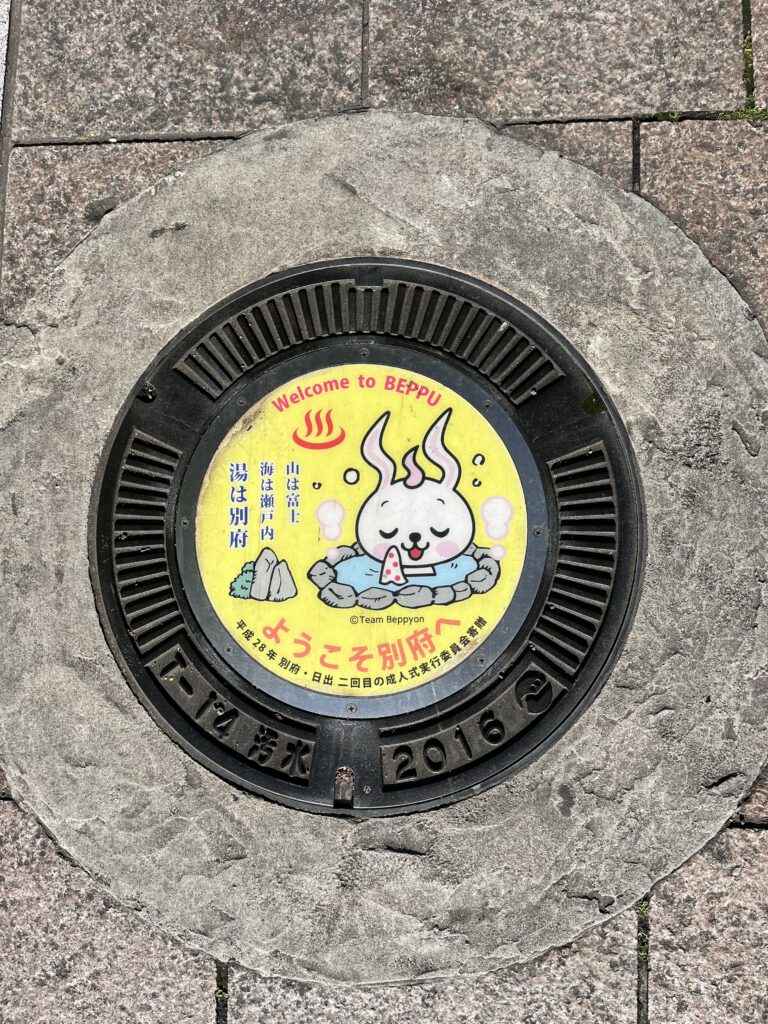 Welcome to BEPPU
山は富士
海は瀬戸内
湯は別府
©Team Beppyon
ようこそ別府へ
平成28年 別府・日出 二回目の成人式実行委員会寄贈
T-14 汚水
2016